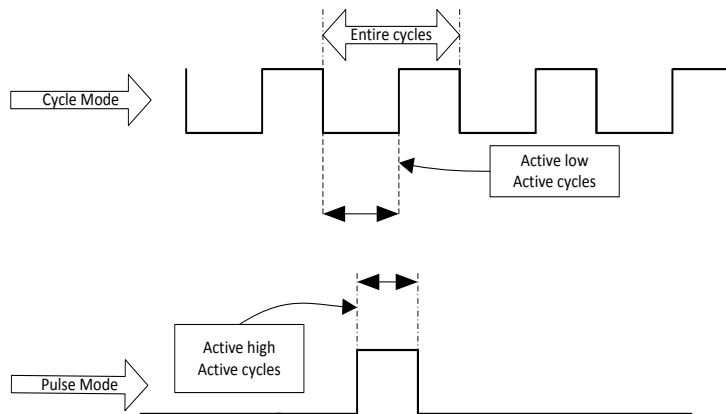 Entire cycles
Cycle Mode
Active low
Active cycles
Active high
Active cycles
Pulse Mode